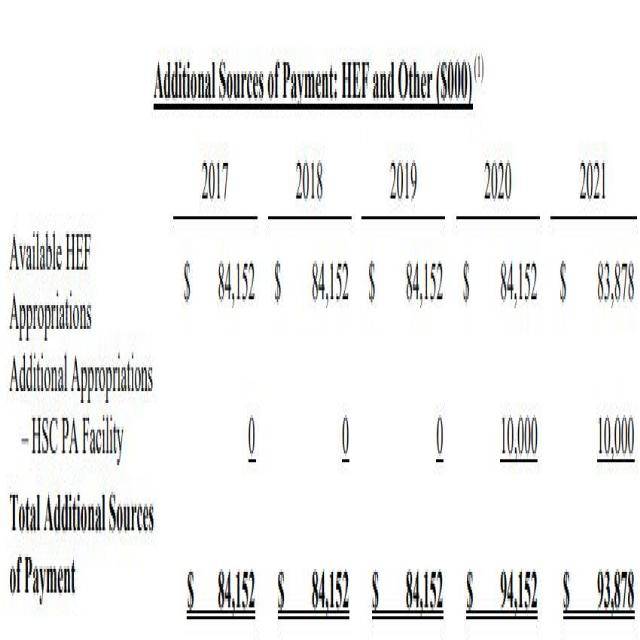 Additional Sources of Payment: HEF and Other ($000) (1)
2017 2018 2019 2020 2021
Available HEF
$ 84,152 $ 84,152 $ 84,152 $ 84,152 $ 83,878
Appropriations
Additional Appropriations
– HSC PA Facility 0 0 0 10,000 10,000
Total Additional Sources
of Payment $ 84,152 $ 84,152 $ 84,152 $ 94,152 $ 93,878